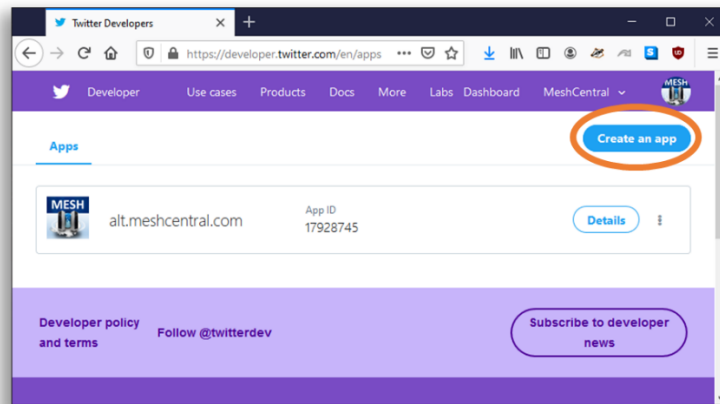 Twitter Developers
https://developer.twitter.com/en/apps
Developer Use cases Products Docs More Labs Dashboard MeshCentral
MESH
Apps
Create an app
MESH
alt.meshcentral.com
App ID
17928745
Details
Developer policy
and terms
Follow @twitterdev
Subscribe to developer
news